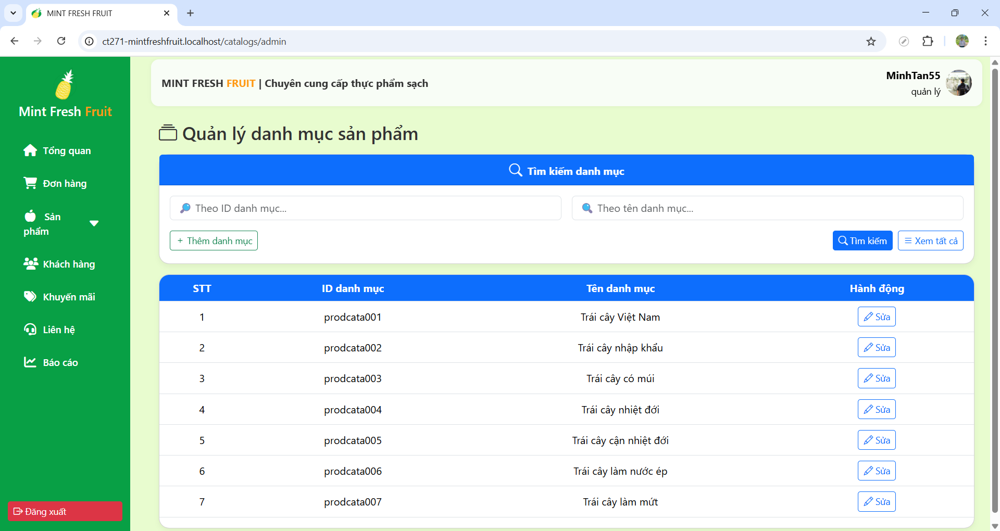 MINT FRESH FRUIT
ct271-mintfreshfruit.localhost/catalogs/admin
Mint Fresh Fruit
Tổng quan
Đơn hàng
Sản
phẩm
Khách hàng
Khuyến mãi
Liên hệ
Báo cáo
Đăng xuất
MINT FRESH FRUIT | Chuyên cung cấp thực phẩm sạch
MinhTan55
quản lý
Quản lý danh mục sản phẩm
Tìm kiếm danh mục
Theo ID danh mục...
Theo tên danh mục...
+ Thêm danh mục
Tìm kiếm
Xem tất cả
STT ID danh mục Tên danh mục Hành động
1 prodcata001 Trái cây Việt Nam Sửa
2 prodcata002 Trái cây nhập khẩu Sửa
3 prodcata003 Trái cây có múi Sửa
4 prodcata004 Trái cây nhiệt đới Sửa
5 prodcata005 Trái cây cận nhiệt đới Sửa
6 prodcata006 Trái cây làm nước ép Sửa
7 prodcata007 Trái cây làm mứt Sửa